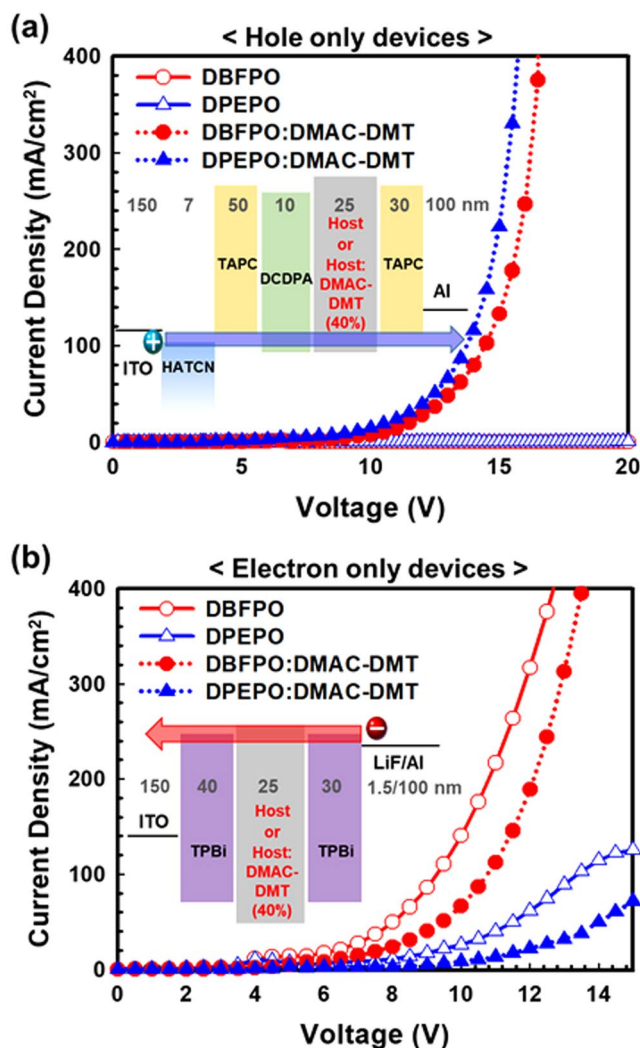 (a)
< Hole only devices >
Current Density (mA/cm²)
400
300
200
100
0
DBFPO
DPEPO
DBFPO:DMAC-DMT
DPEPO:DMAC-DMT
150 7 50 10 25 30 100 nm
Host
or
Host:
DMAC-
DMT
(40%)
TAPC
DCDPA
TAPC
Al
+
ITO
HATCN
0 5 10 15 20
Voltage (V)
(b)
< Electron only devices >
Current Density (mA/cm²)
400
300
200
100
0
DBFPO
DPEPO
DBFPO:DMAC-DMT
DPEPO:DMAC-DMT
−
LiF/Al
150 40 25 30 1.5/100 nm
ITO
Host
or
Host:
DMAC-
DMT
(40%)
TPBi
TPBi
0 2 4 6 8 10 12 14
Voltage (V)